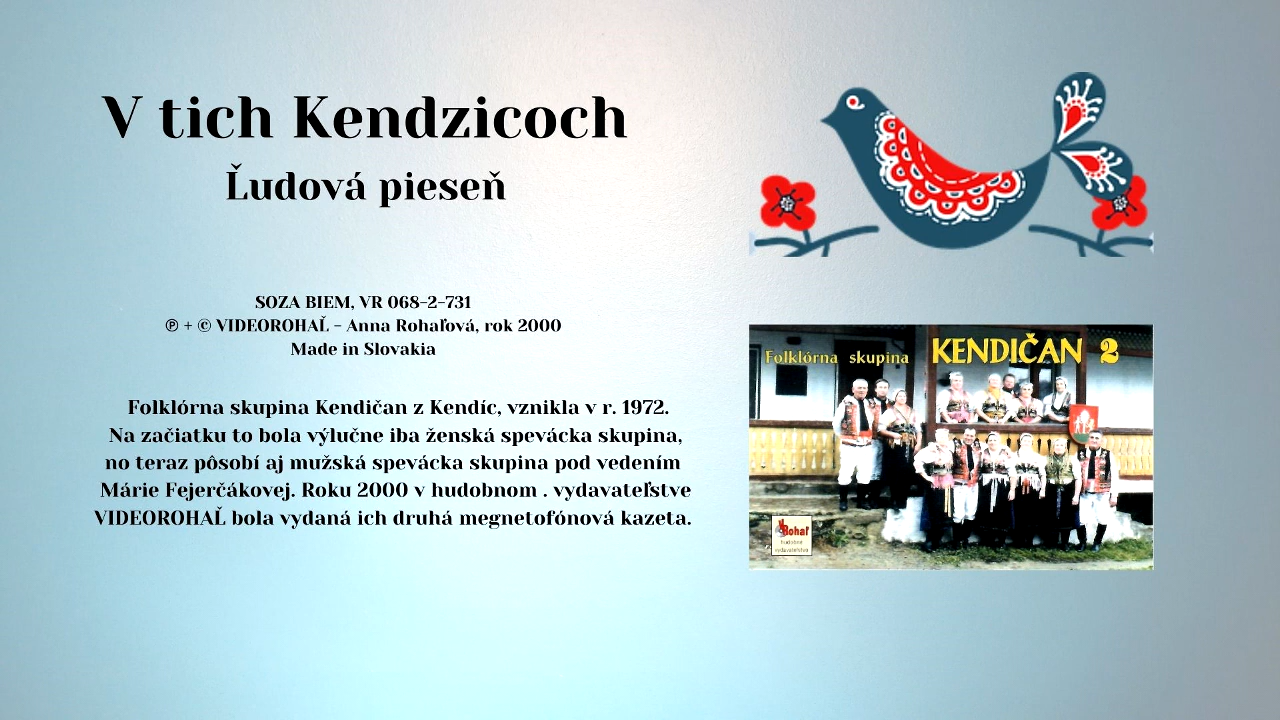 V tich Kendzicoch
Ľudová pieseň
SOZA BIEM, VR 068-2-731
℗ + © VIDEOROHAĽ - Anna Rohaľová, rok 2000
Made in Slovakia
Folklórna skupina Kendičan z Kendíc, vznikla v r. 1972.
Na začiatku to bola výlučne iba ženská spevácka skupina,
no teraz pôsobí aj mužská spevácka skupina pod vedením
Márie Fejerčákovej. Roku 2000 v hudobnom . vydavateľstve
VIDEOROHAĽ bola vydaná ich druhá megnetofónová kazeta.
Folklórna skupina KENDIČAN 2
Rohaľ
hudobné
vydavateľstvo